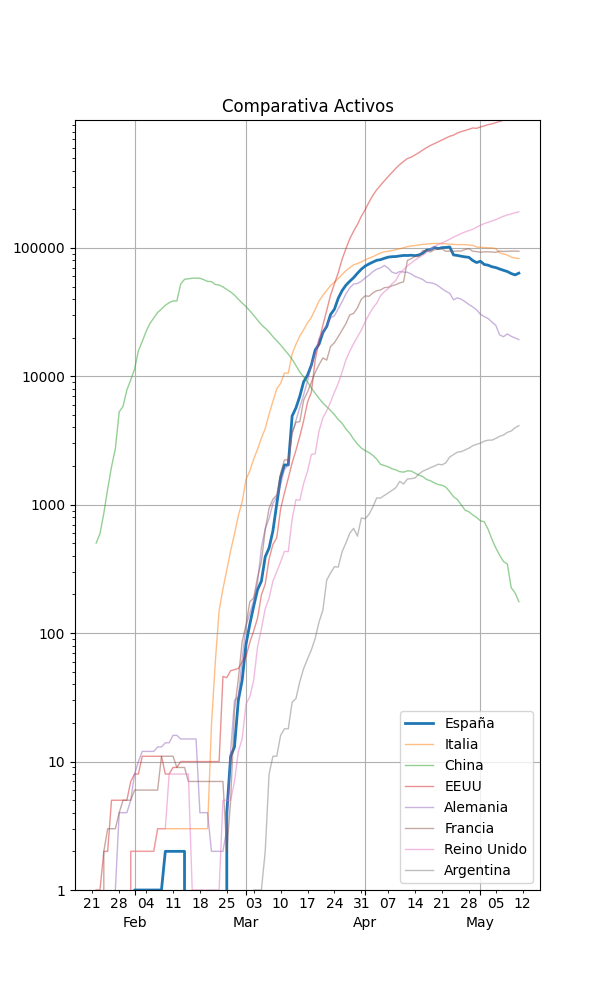 Comparativa Activos
100000
10000
1000
100
10
1
España
Italia
China
EEUU
Alemania
Francia
Reino Unido
Argentina
21 28 04 11 18 25 03 10 17 24 31 07 14 21 28 05 12
Feb Mar Apr May